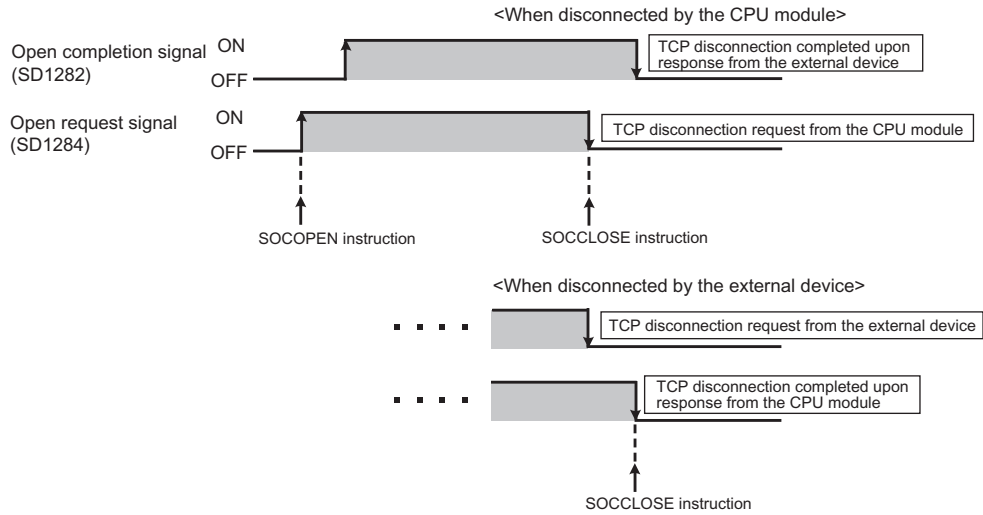 <When disconnected by the CPU module>
Open completion signal
(SD1282)
ON
OFF
TCP disconnection completed upon
response from the external device
Open request signal
(SD1284)
ON
OFF
TCP disconnection request from the CPU module
SOCOPEN instruction
SOCCLOSE instruction
<When disconnected by the external device>
TCP disconnection request from the external device
TCP disconnection completed upon
response from the CPU module
SOCCLOSE instruction